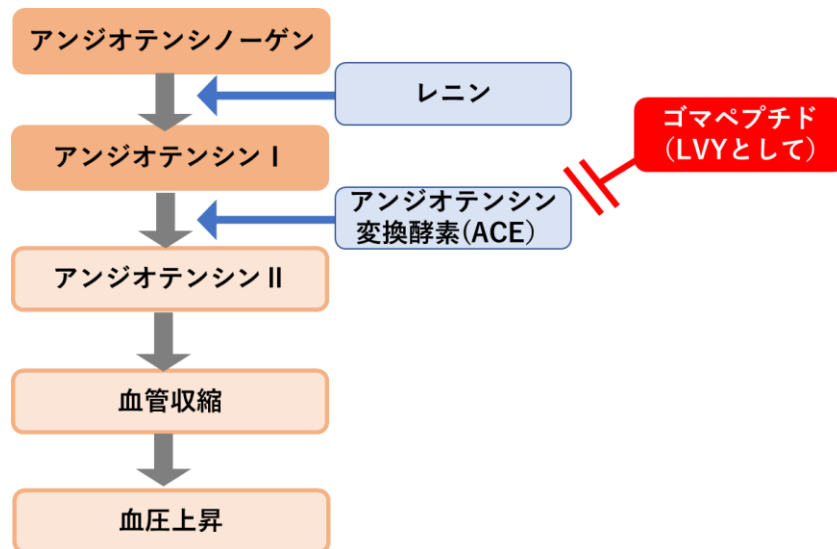 アンジオテンシノーゲン
レニン
ゴマペプチド
（LVYとして）
アンジオテンシンⅠ
アンジオテンシン
変換酵素(ACE）
アンジオテンシンⅡ
血管収縮
血圧上昇